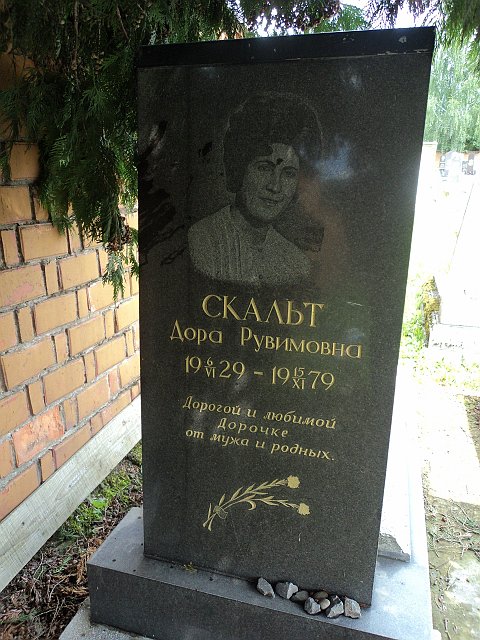 СКАЛЬТ
Дора Рувимовна
19 6/VI 29 – 19 15/XI 79
Дорогой и любимой
Дорочке
от мужа и родных.